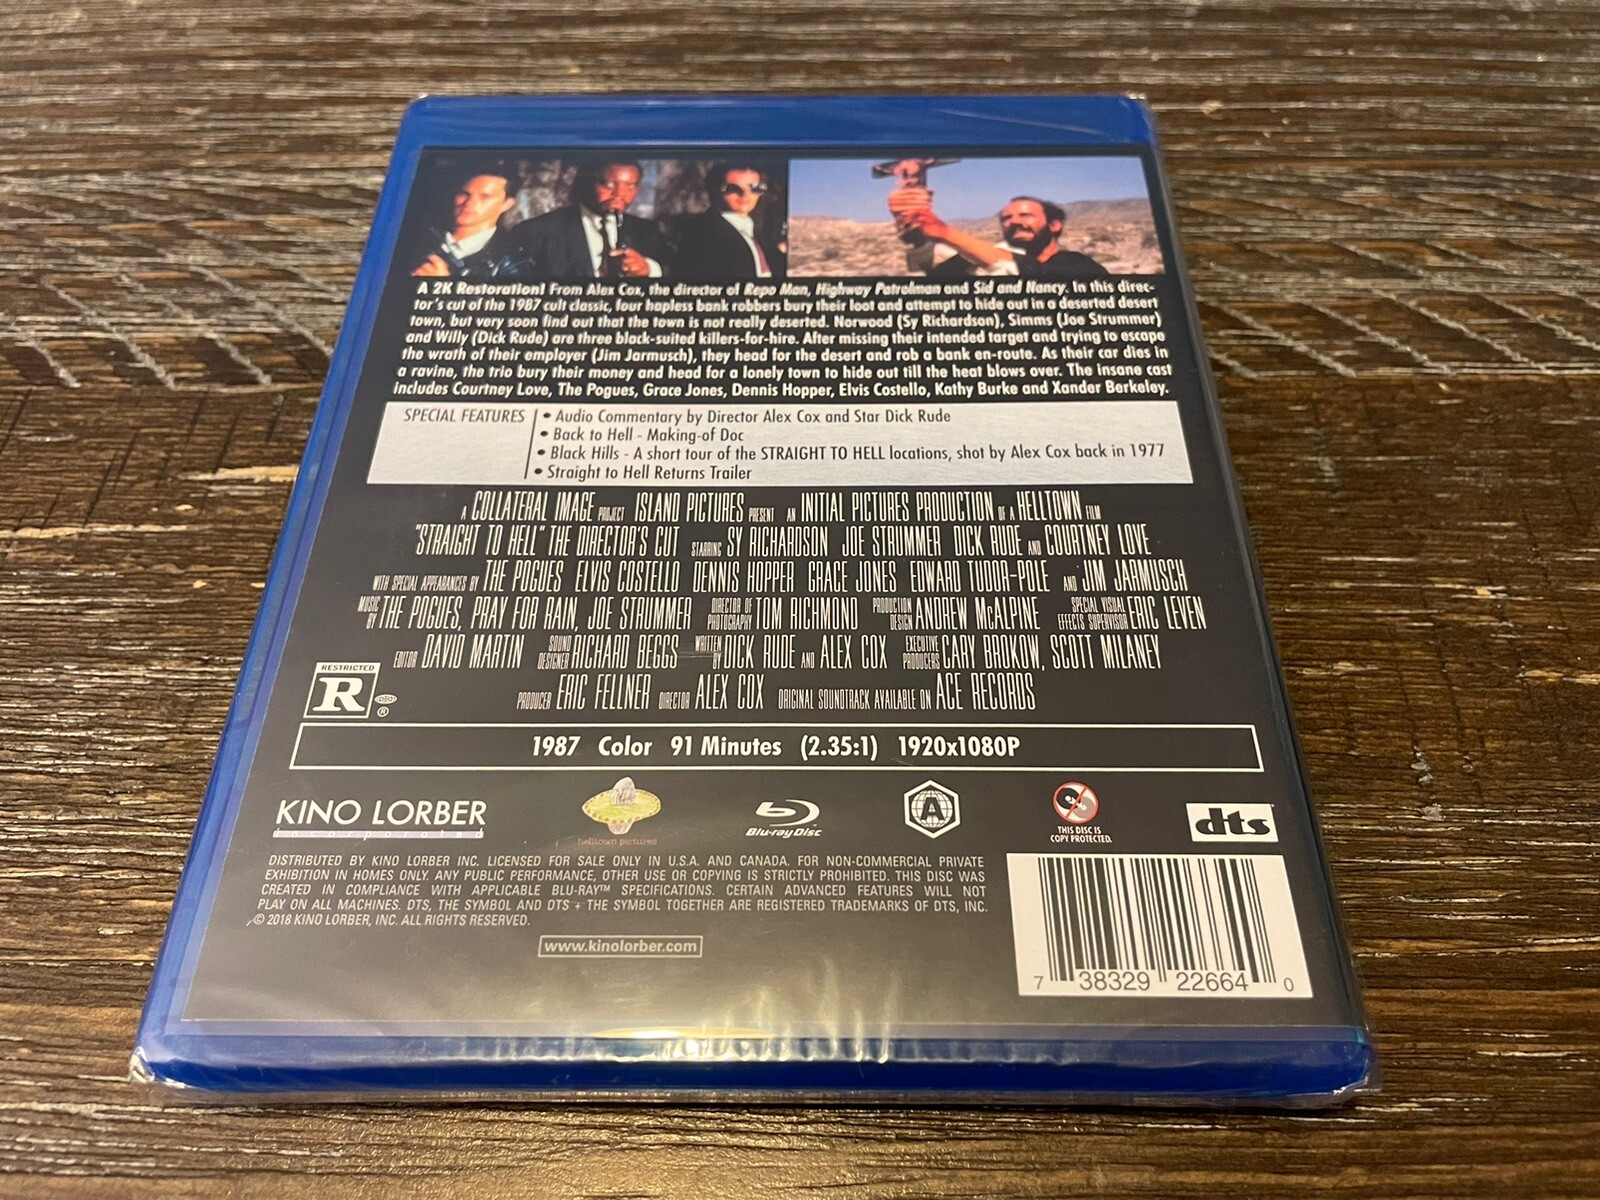 A 2K Restoration! From Alex Cox, the director of Repo Man, Highway Patrolman and Sid and Nancy. In this direc-
tor's cut of the 1987 cult classic, four hapless bank robbers bury their loot and attempt to hide out in a deserted desert
town, but very soon find out that the town is not really deserted. Norwood (Sy Richardson), Simms (Joe Strummer)
and Willy (Dick Rude) are three black-suited killers-for-hire. After missing their intended target and trying to escape
the wrath of their employer (Jim Jarmusch), they head for the desert and rob a bank en-route. As their car dies in
a ravine, the trio bury their money and head for a lonely town to hide out till the heat blows over. The insane cast
includes Courtney Love, The Pogues, Grace Jones, Dennis Hopper, Elvis Costello, Kathy Burke and Xander Berkeley.
SPECIAL FEATURES • Audio Commentary by Director Alex Cox and Star Dick Rude
• Back to Hell - Making-of Doc
• Black Hills - A short tour of the STRAIGHT TO HELL locations, shot by Alex Cox back in 1977
• Straight to Hell Returns Trailer
A COLLATERAL IMAGE PROJECT ISLAND PICTURES PRESENT AN INITIAL PICTURES PRODUCTION OF A HELLTOWN FILM
"STRAIGHT TO HELL" THE DIRECTOR'S CUT STARRING SY RICHARDSON JOE STRUMMER DICK RUDE AND COURTNEY LOVE
WITH SPECIAL APPEARANCES BY THE POGUES ELVIS COSTELLO DENNIS HOPPER GRACE JONES EDWARD TUDOR-POLE AND JIM JARMUSCH
MUSIC BY THE POGUES, PRAY FOR RAIN, JOE STRUMMER DIRECTOR OF PHOTOGRAPHY TOM RICHMOND PRODUCTION DESIGN ANDREW McALPINE SPECIAL VISUAL EFFECTS SUPERVISOR ERIC LEVEN
EDITOR DAVID MARTIN SOUND DESIGNER RICHARD BEGGS WRITTEN BY DICK RUDE AND ALEX COX EXECUTIVE PRODUCERS CARY BROKOW, SCOTT MILANEY
PRODUCER ERIC FELLNER DIRECTOR ALEX COX ORIGINAL SOUNDTRACK AVAILABLE ON ACE RECORDS
RESTRICTED
R
®
1987 Color 91 Minutes (2.35:1) 1920x1080P
KINO LORBER
incorporated
helltown pictures
Blu-ray Disc
A
THIS DISC IS
COPY PROTECTED.
dts
DISTRIBUTED BY KINO LORBER INC. LICENSED FOR SALE ONLY IN U.S.A. AND CANADA. FOR NON-COMMERCIAL PRIVATE
EXHIBITION IN HOMES ONLY. ANY PUBLIC PERFORMANCE, OTHER USE OR COPYING IS STRICTLY PROHIBITED. THIS DISC WAS
CREATED IN COMPLIANCE WITH APPLICABLE BLU-RAY™ SPECIFICATIONS. CERTAIN ADVANCED FEATURES WILL NOT
PLAY ON ALL MACHINES. DTS, THE SYMBOL AND DTS + THE SYMBOL TOGETHER ARE REGISTERED TRADEMARKS OF DTS, INC.
© 2018 KINO LORBER, INC. ALL RIGHTS RESERVED.
www.kinolorber.com
7 38329 22664 0